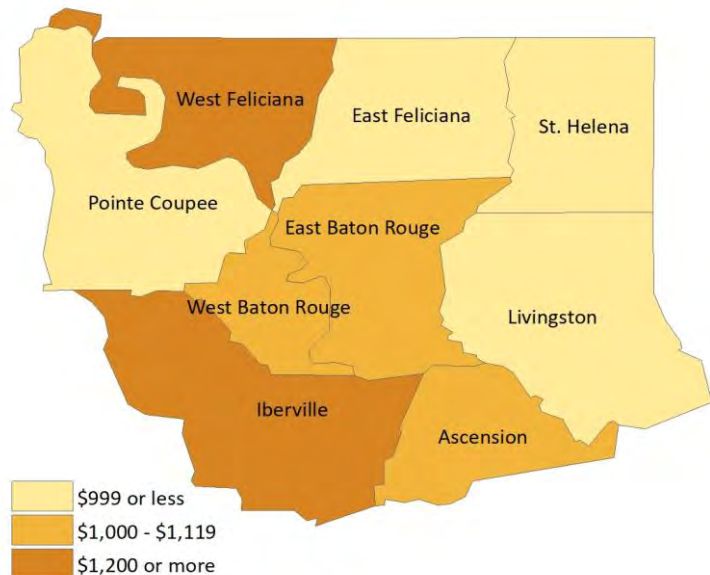 West Feliciana
East Feliciana
St. Helena
Pointe Coupee
East Baton Rouge
West Baton Rouge
Livingston
Iberville
Ascension
$999 or less
$1,000 - $1,119
$1,200 or more